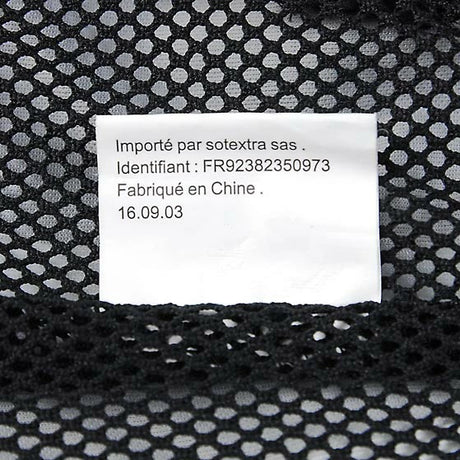 Importé par sotextra sas .
Identifiant : FR92382350973
Fabriqué en Chine .
16.09.03